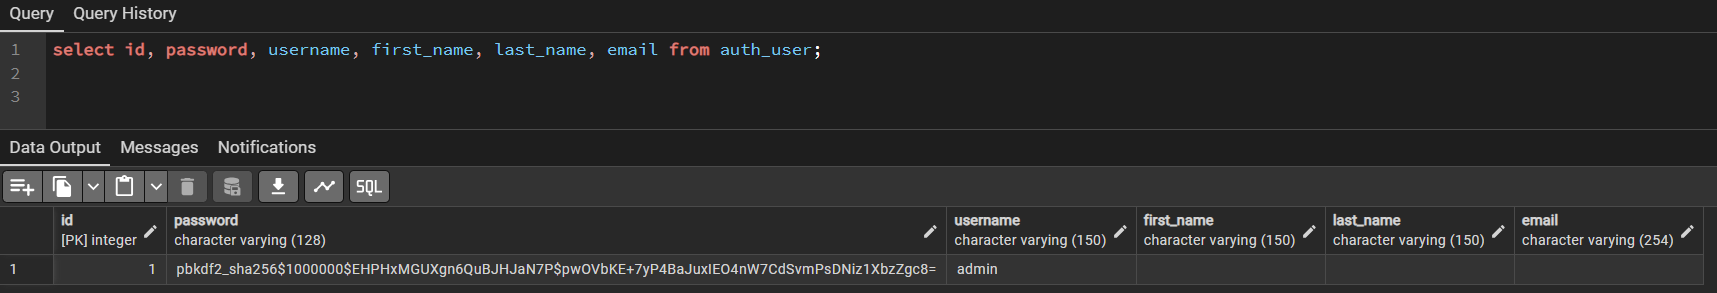 Query Query History
1 select id, password, username, first_name, last_name, email from auth_user;
2
3
Data Output Messages Notifications
SQL
id password username first_name last_name email
[PK] integer character varying (128) character varying (150) character varying (150) character varying (150) character varying (254)
1 1 pbkdf2_sha256$1000000$EHPHxMGUXgn6QuBJHJaN7P$pwOVbKE+7yP4BaJuxIEO4nW7CdSvmPsDNiz1XbzZgc8= admin